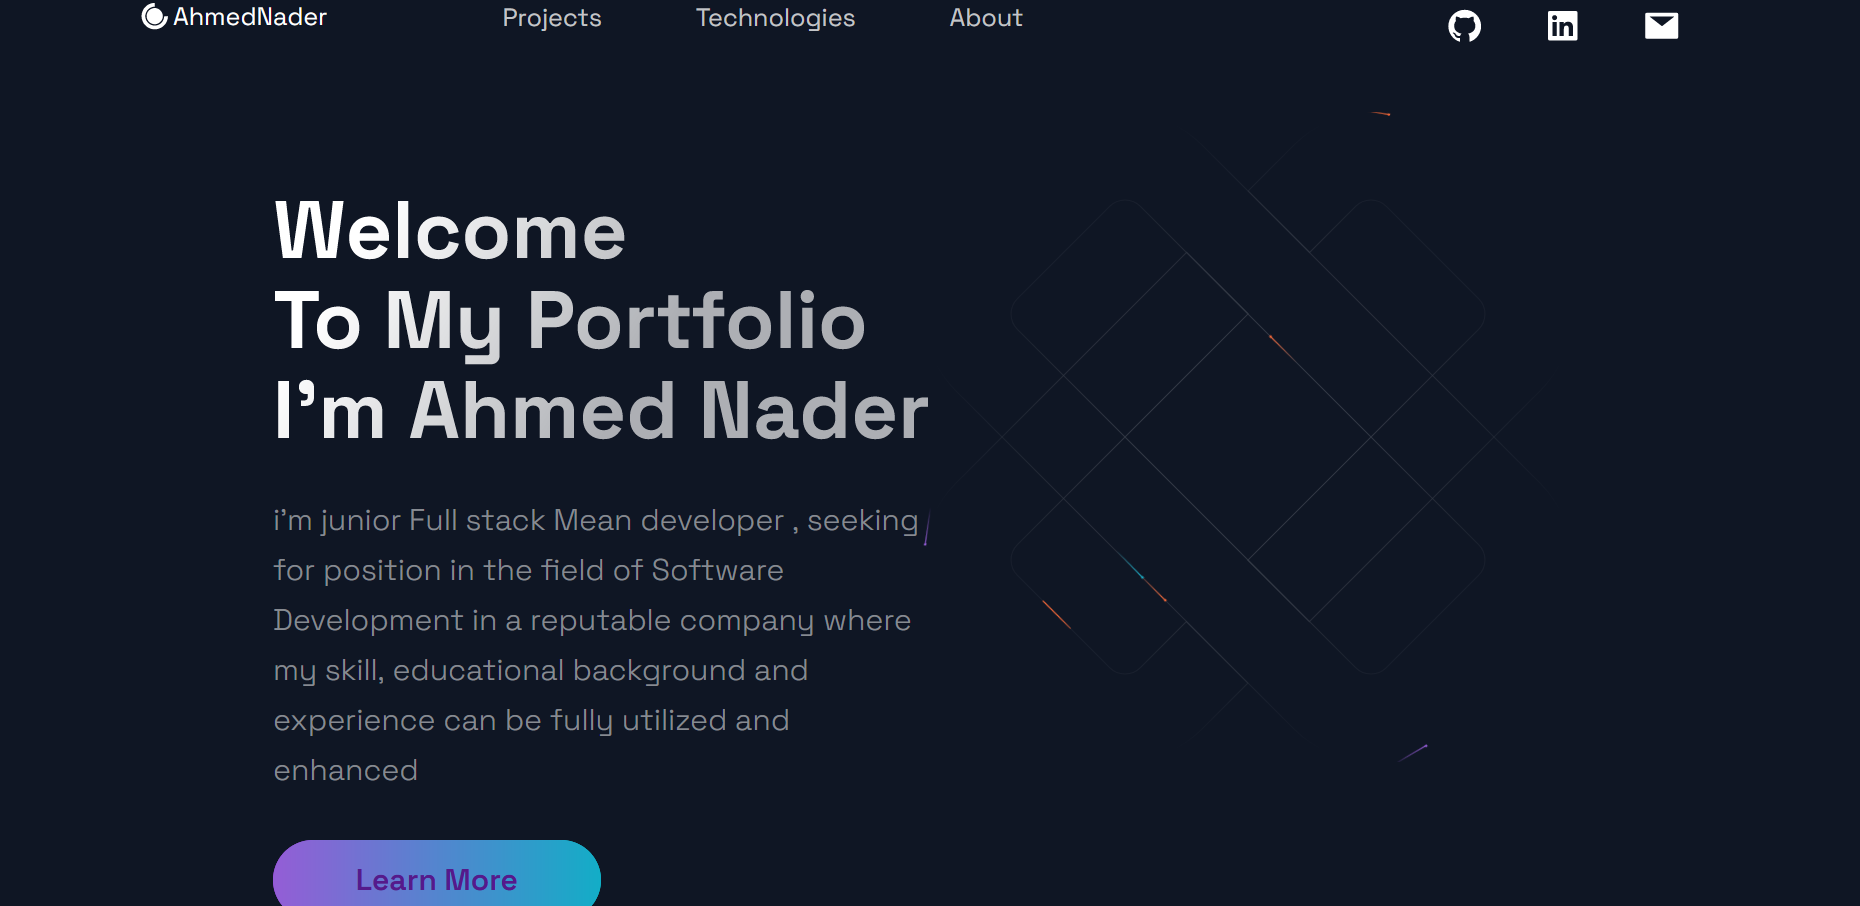 AhmedNader
Projects
Technologies
About
Welcome
To My Portfolio
I'm Ahmed Nader
i'm junior Full stack Mean developer , seeking
for position in the field of Software
Development in a reputable company where
my skill, educational background and
experience can be fully utilized and
enhanced
Learn More